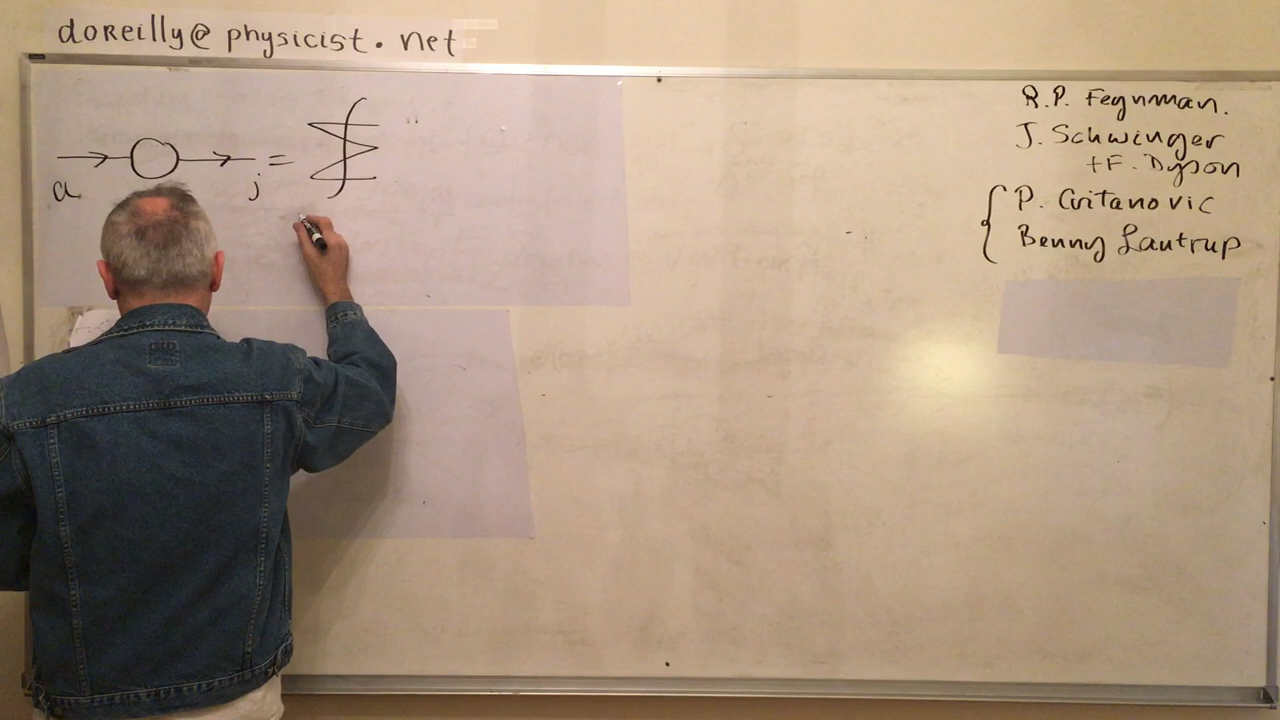 doreilly@physicist.net
a j = Σ∫
R.P. Feynman.
J. Schwinger
+F. Dyson
P. Cvitanovic
Benny Lautrup